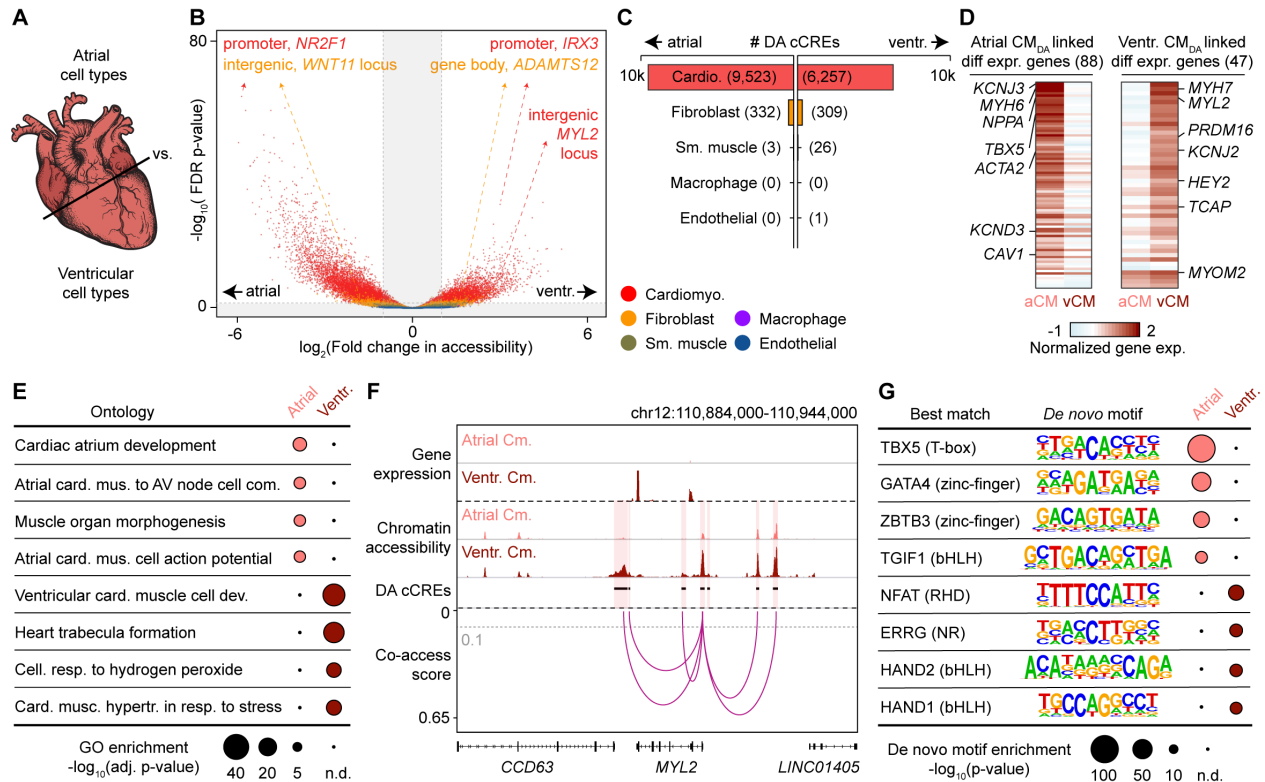 A
Atrial
cell types
vs.
Ventricular
cell types
B
80
0
-log10( FDR p-value)
promoter, NR2F1
intergenic, WNT11 locus
promoter, IRX3
gene body, ADAMTS12
intergenic
MYL2
locus
atrial
ventr.
-6
0
6
log2(Fold change in accessibility)
C
atrial
# DA cCREs
ventr.
10k
10k
Cardio. (9,523)
(6,257)
Fibroblast (332)
(309)
Sm. muscle (3)
(26)
Macrophage (0)
(0)
Endothelial (0)
(1)
Cardiomyo.
Fibroblast
Macrophage
Sm. muscle
Endothelial
D
Atrial CMDA linked
diff expr. genes (88)
Ventr. CMDA linked
diff expr. genes (47)
KCNJ3
MYH6
NPPA
TBX5
ACTA2
KCND3
CAV1
MYH7
MYL2
PRDM16
KCNJ2
HEY2
TCAP
MYOM2
aCM vCM
aCM vCM
-1
2
Normalized gene exp.
E
Ontology
Atrial
Ventr.
Cardiac atrium development
Atrial card. mus. to AV node cell com.
Muscle organ morphogenesis
Atrial card. mus. cell action potential
Ventricular card. muscle cell dev.
Heart trabecula formation
Cell. resp. to hydrogen peroxide
Card. musc. hypertr. in resp. to stress
GO enrichment
-log10(adj. p-value)
40 20 5 n.d.
F
chr12:110,884,000-110,944,000
Gene
expression
Atrial Cm.
Ventr. Cm.
Chromatin
accessibility
Atrial Cm.
Ventr. Cm.
DA cCREs
0
0.1
Co-access
score
0.65
CCD63
MYL2
LINC01405
G
Best match
De novo motif
Atrial
Ventr.
TBX5 (T-box)
GATA4 (zinc-finger)
ZBTB3 (zinc-finger)
TGIF1 (bHLH)
NFAT (RHD)
ERRG (NR)
HAND2 (bHLH)
HAND1 (bHLH)
De novo motif enrichment
-log10(p-value)
100 50 10 n.d.